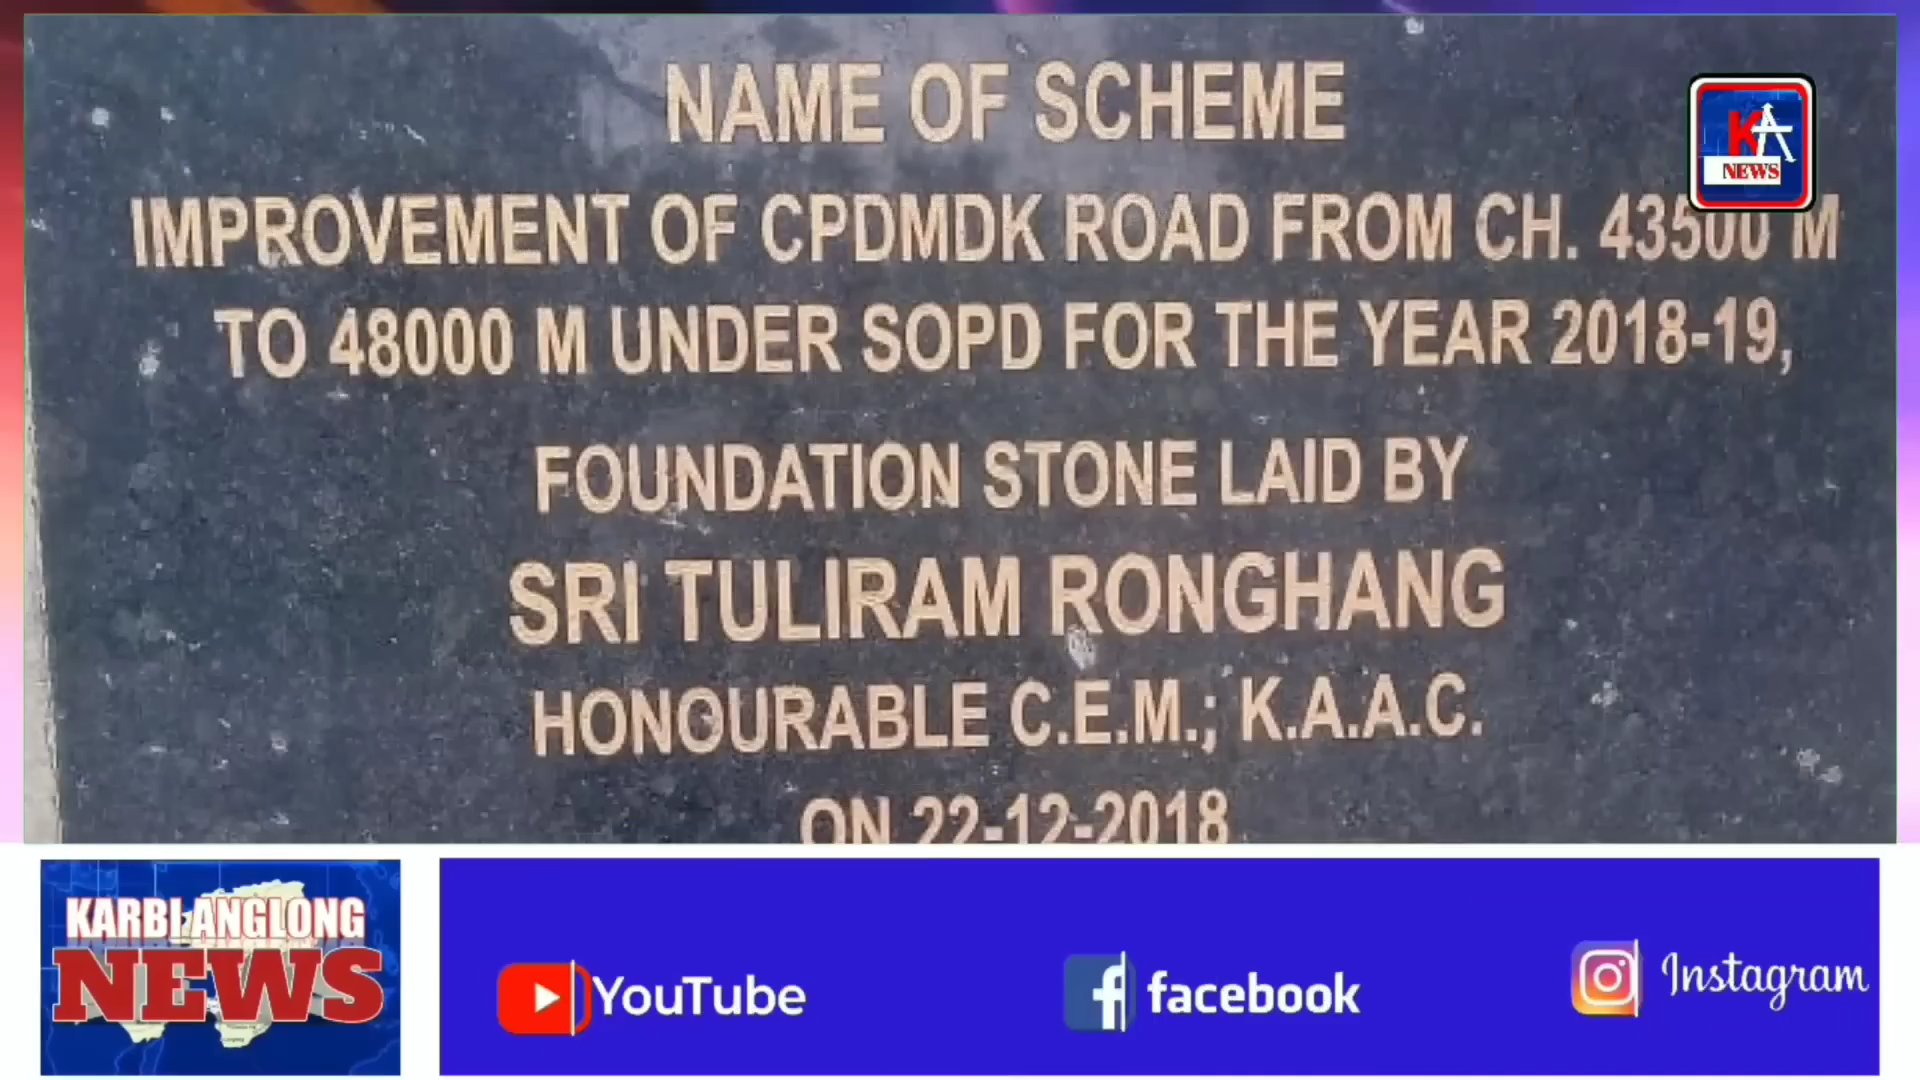 NAME OF SCHEME
IMPROVEMENT OF CPDMDK ROAD FROM CH. 43500 M
TO 48000 M UNDER SOPD FOR THE YEAR 2018-19,
FOUNDATION STONE LAID BY
SRI TULIRAM RONGHANG
HONOURABLE C.E.M.; K.A.A.C.
ON 22-12-2018
KA
NEWS
KARBI ANGLONG
NEWS
YouTube
facebook
Instagram